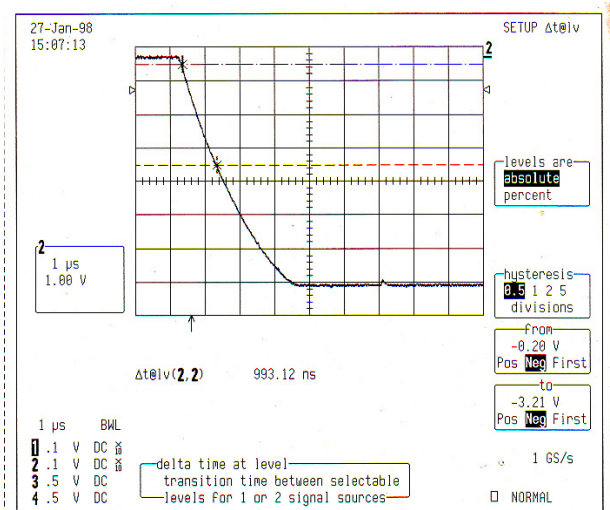 27-Jan-98
15:07:13
SETUP Δt@lv
2
levels are
absolute
percent
2
1 µs
1.00 V
hysteresis
0.5 1 2 5
divisions
from
-0.20 V
Pos Neg First
Δt@lv(2,2) 993.12 ns
to
-3.21 V
Pos Neg First
1 µs BWL
1 .1 V DC ×10
2 .1 V DC ×10
3 .5 V DC
4 .5 V DC
delta time at level
transition time between selectable
levels for 1 or 2 signal sources
1 GS/s
□ NORMAL